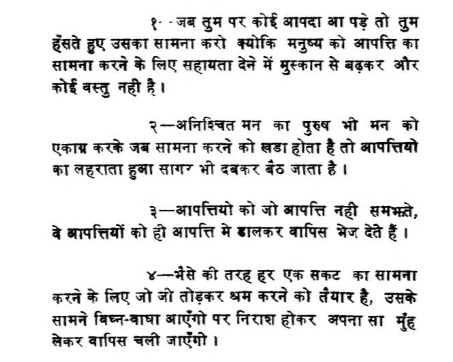 १--जब तुम पर कोई आपदा आ पड़े तो तुम
हँसते हुए उसका सामना करो क्योकि मनुष्य को आपत्ति का
सामना करने के लिए सहायता देने में मुस्कान से बढ़कर और
कोई वस्तु नही है।
२—अनिश्चित मन का पुरुष भी मन को
एकाग्र करके जब सामना करने को खडा होता है तो आपत्तियो
का लहराता हुआ सागर भी दबकर बैठ जाता है।
३—आपत्तियो को जो आपत्ति नही समझते,
वे आपत्तियों को ही आपत्ति मे डालकर वापिस भेज देते हैं।
४—भैसे की तरह हर एक सकट का सामना
करने के लिए जो जी तोड़कर श्रम करने को तैयार है, उसके
सामने विघ्न-वाधा आएँगो पर निराश होकर अपना सा मुँह
लेकर वापिस चली जाएँगी।